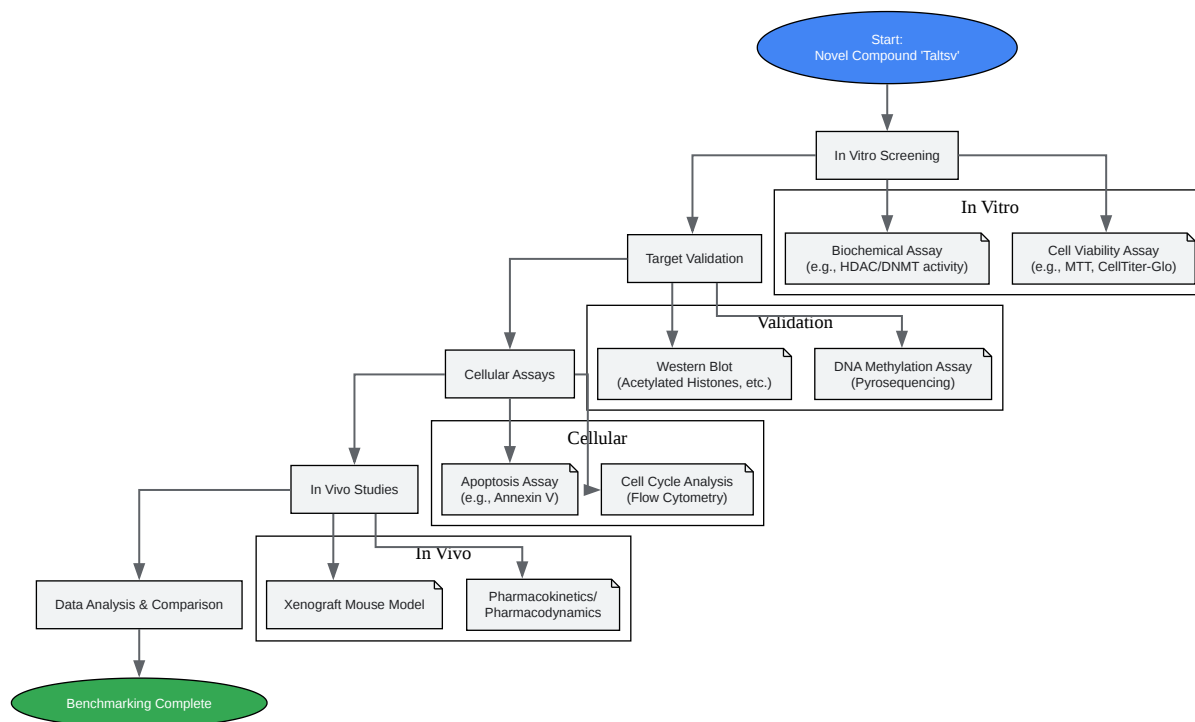 Start:
Novel Compound 'Taltsv'
In Vitro Screening
In Vitro
Biochemical Assay
(e.g., HDAC/DNMT activity)
Cell Viability Assay
(e.g., MTT, CellTiter-Glo)
Target Validation
Validation
Western Blot
(Acetylated Histones, etc.)
DNA Methylation Assay
(Pyrosequencing)
Cellular Assays
Cellular
Apoptosis Assay
(e.g., Annexin V)
Cell Cycle Analysis
(Flow Cytometry)
In Vivo Studies
In Vivo
Xenograft Mouse Model
Pharmacokinetics/
Pharmacodynamics
Data Analysis & Comparison
Benchmarking Complete